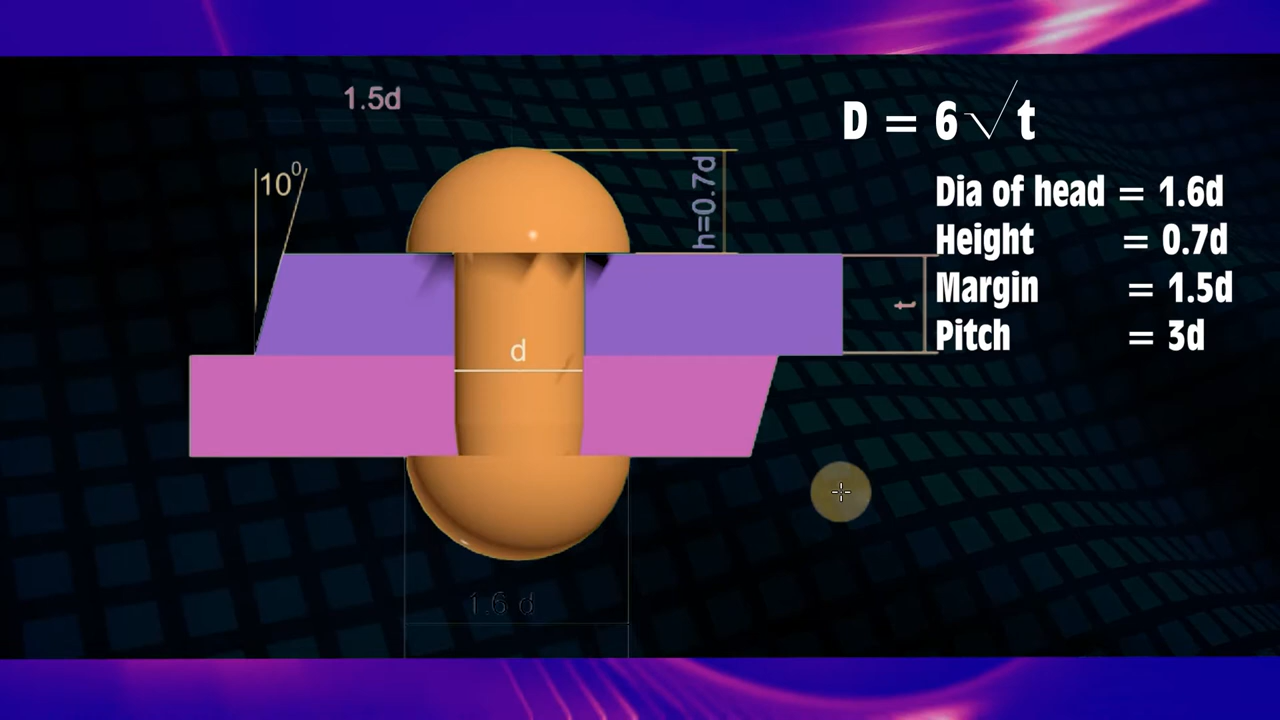 1.5d
10⁰
h=0.7d
t
d
1.6 d
D = 6√t
Dia of head = 1.6d
Height = 0.7d
Margin = 1.5d
Pitch = 3d